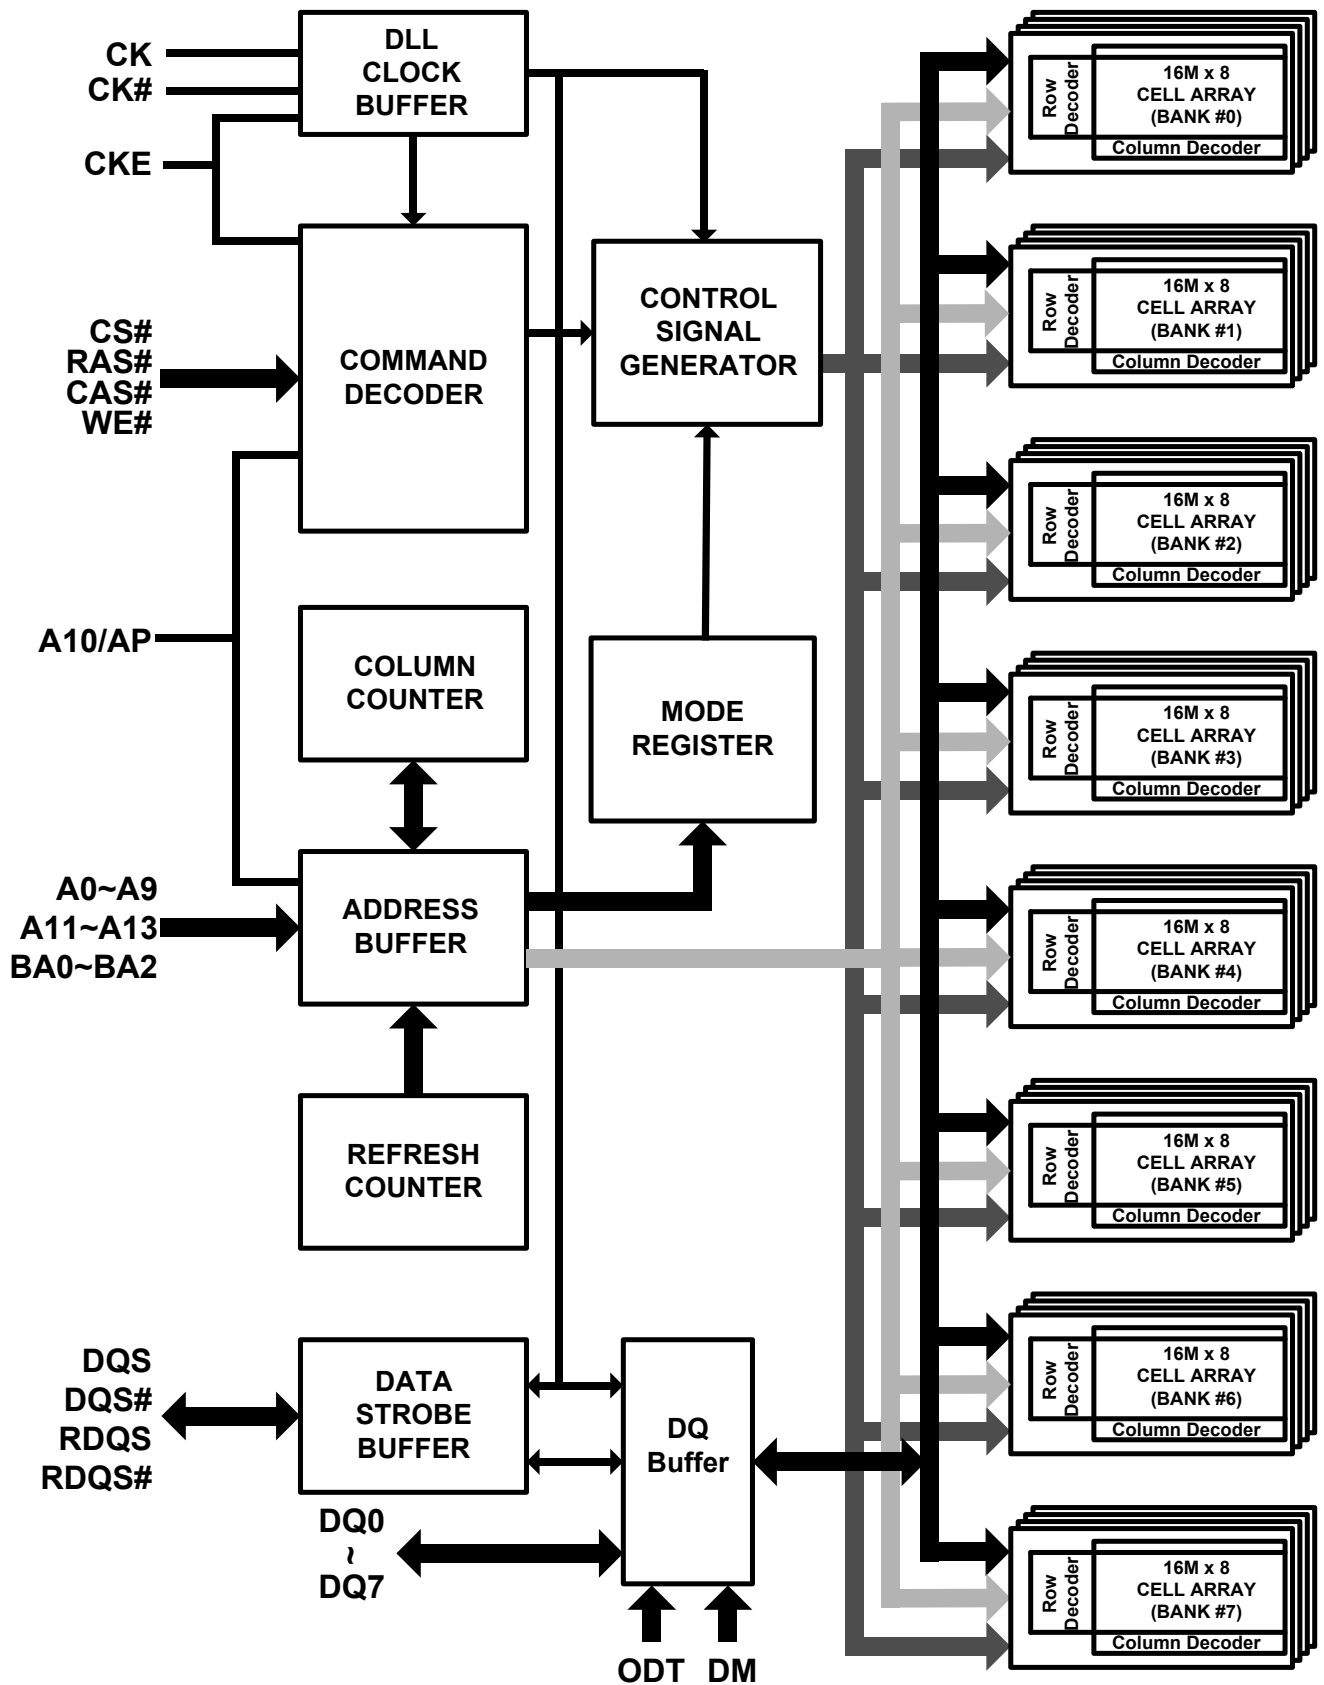 CK
CK#
CKE
CS#
RAS#
CAS#
WE#
A10/AP
A0~A9
A11~A13
BA0~BA2
DQS
DQS#
RDQS
RDQS#
DQ0
~
DQ7
ODT
DM
DLL
CLOCK
BUFFER
COMMAND
DECODER
CONTROL
SIGNAL
GENERATOR
COLUMN
COUNTER
MODE
REGISTER
ADDRESS
BUFFER
REFRESH
COUNTER
DATA
STROBE
BUFFER
DQ
Buffer
Row
Decoder
16M x 8
CELL ARRAY
(BANK #0)
Column Decoder
Row
Decoder
16M x 8
CELL ARRAY
(BANK #1)
Column Decoder
Row
Decoder
16M x 8
CELL ARRAY
(BANK #2)
Column Decoder
Row
Decoder
16M x 8
CELL ARRAY
(BANK #3)
Column Decoder
Row
Decoder
16M x 8
CELL ARRAY
(BANK #4)
Column Decoder
Row
Decoder
16M x 8
CELL ARRAY
(BANK #5)
Column Decoder
Row
Decoder
16M x 8
CELL ARRAY
(BANK #6)
Column Decoder
Row
Decoder
16M x 8
CELL ARRAY
(BANK #7)
Column Decoder